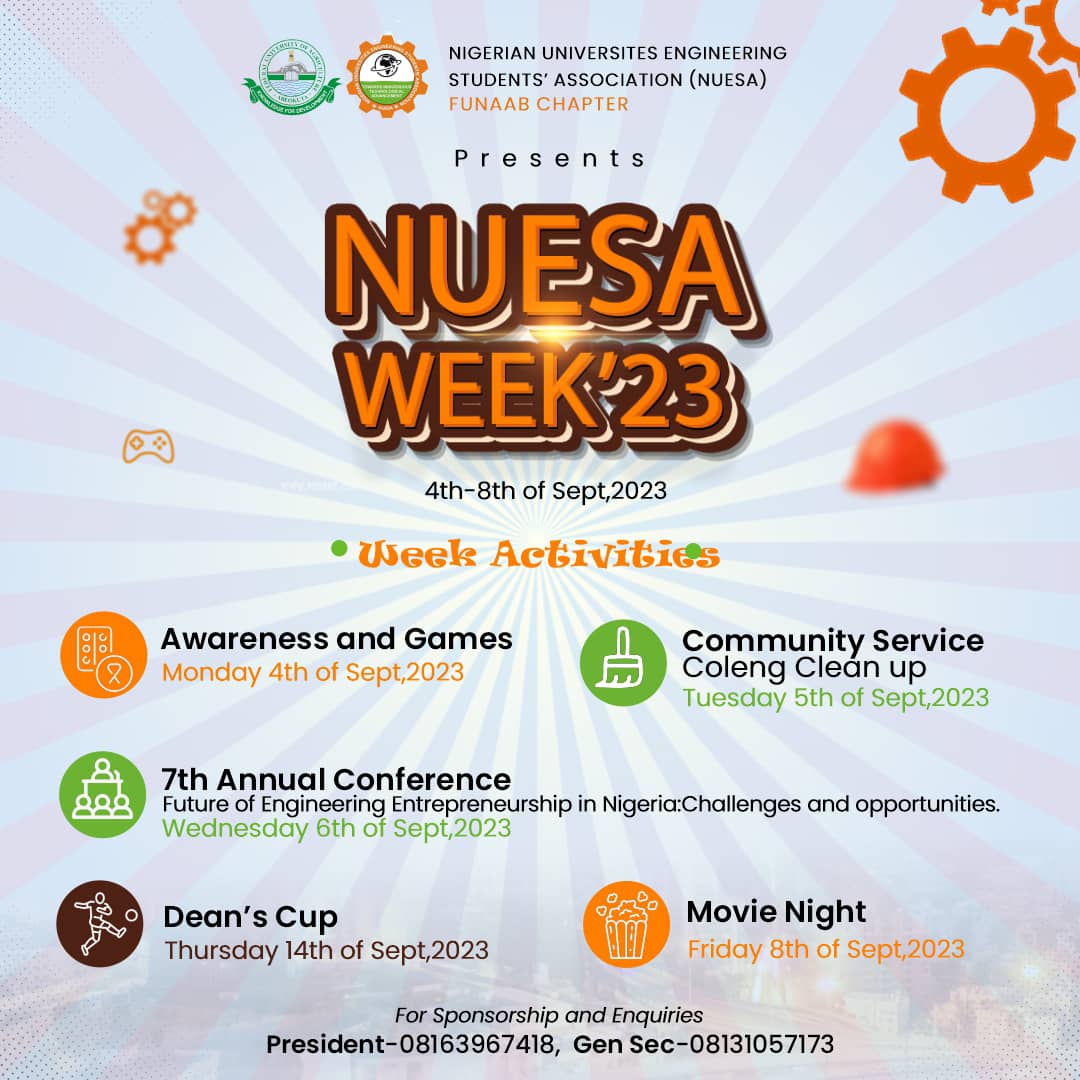 NIGERIAN UNIVERSITES ENGINEERING
STUDENTS' ASSOCIATION (NUESA)
FUNAAB CHAPTER
Presents
NUESA
WEEK'23
4th-8th of Sept,2023
Week Activities
Awareness and Games
Monday 4th of Sept,2023
Community Service
Coleng Clean up
Tuesday 5th of Sept,2023
7th Annual Conference
Future of Engineering Entrepreneurship in Nigeria:Challenges and opportunities.
Wednesday 6th of Sept,2023
Dean's Cup
Thursday 14th of Sept,2023
Movie Night
Friday 8th of Sept,2023
For Sponsorship and Enquiries
President-08163967418, Gen Sec-08131057173